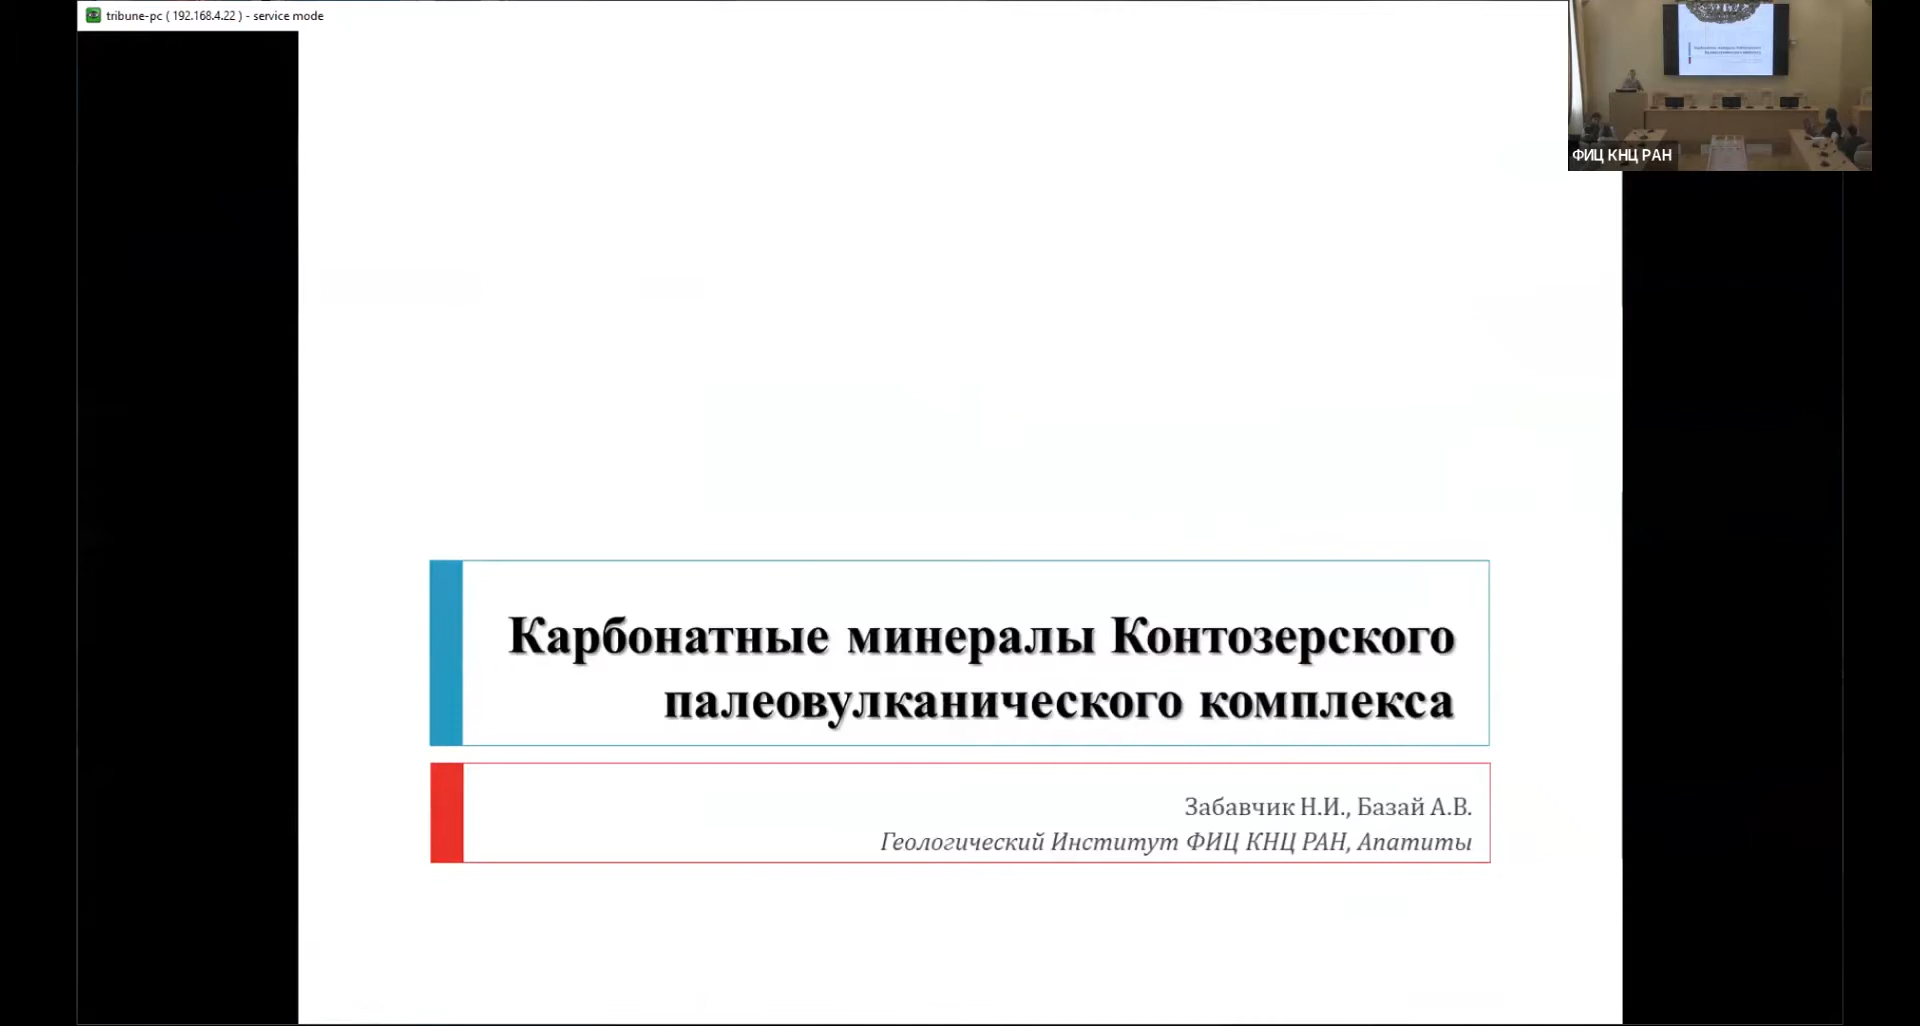 tribune-pc ( 192.168.4.22 ) - service mode
ФИЦ КНЦ РАН
Карбонатные минералы Контозерского
палеовулканического комплекса
Забавчик Н.И., Базай А.В.
Геологический Институт ФИЦ КНЦ РАН, Апатиты